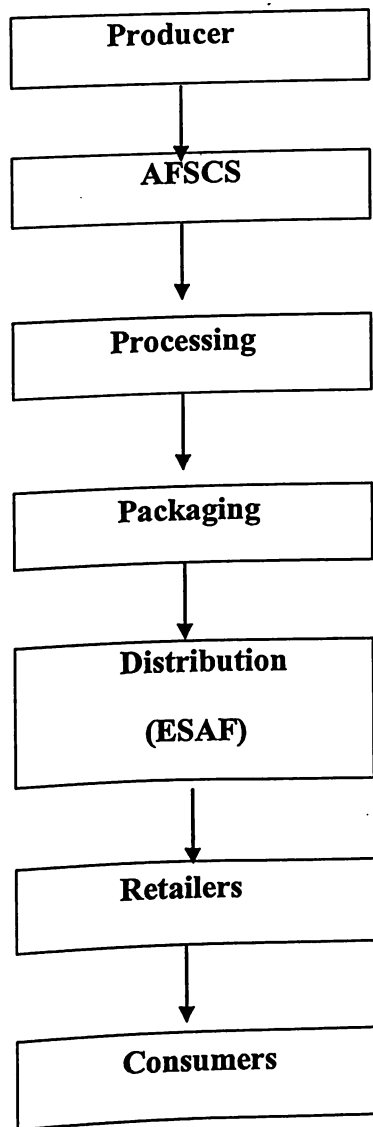 Producer
AFSCS
Processing
Packaging
Distribution
(ESAF)
Retailers
Consumers